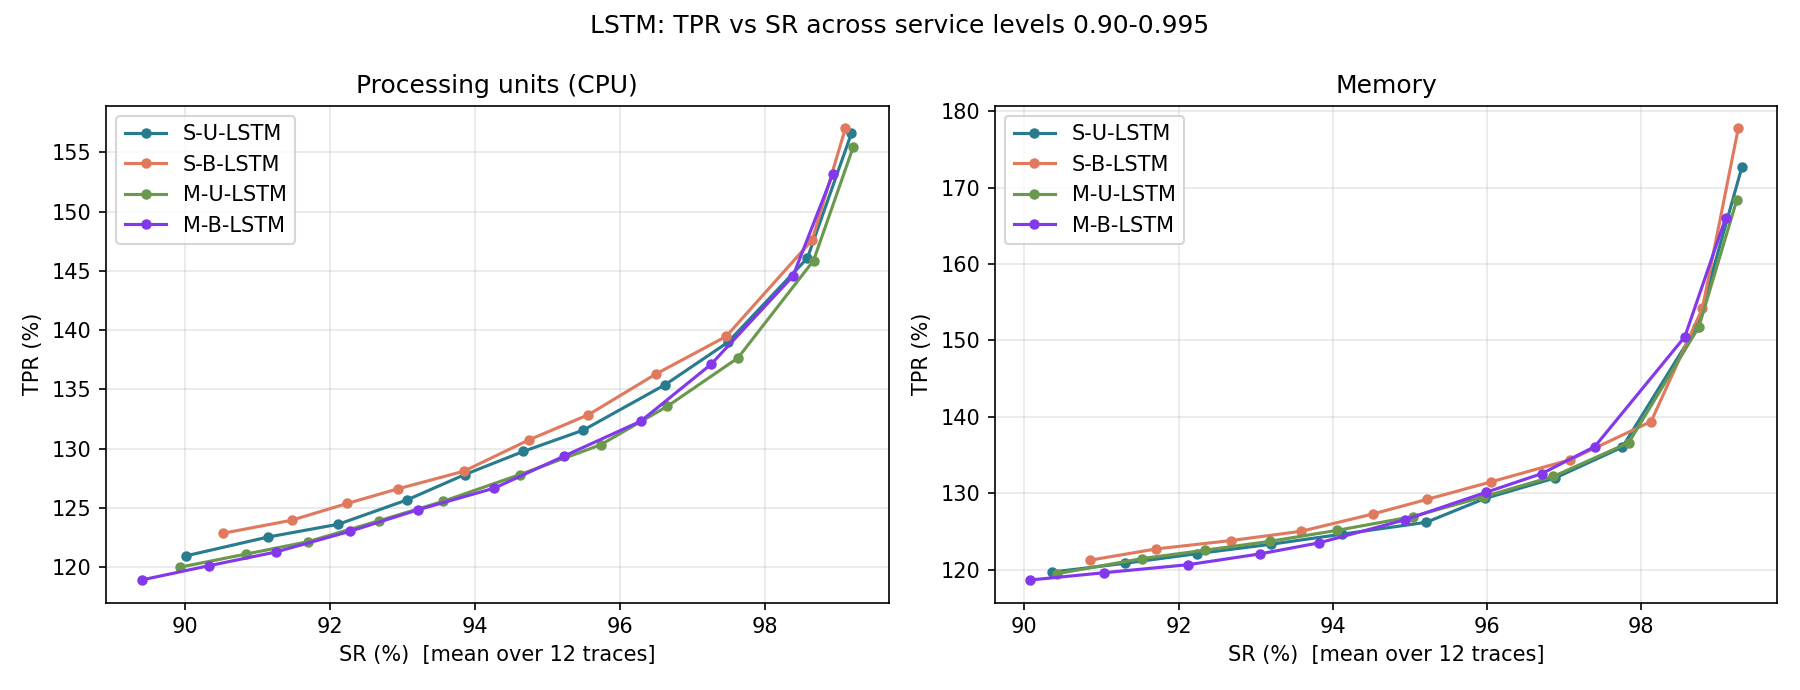 LSTM: TPR vs SR across service levels 0.90-0.995
Processing units (CPU)
S-U-LSTM
S-B-LSTM
M-U-LSTM
M-B-LSTM
155
150
145
140
135
130
125
120
TPR (%)
90 92 94 96 98
SR (%) [mean over 12 traces]
Memory
S-U-LSTM
S-B-LSTM
M-U-LSTM
M-B-LSTM
180
170
160
150
140
130
120
TPR (%)
90 92 94 96 98
SR (%) [mean over 12 traces]